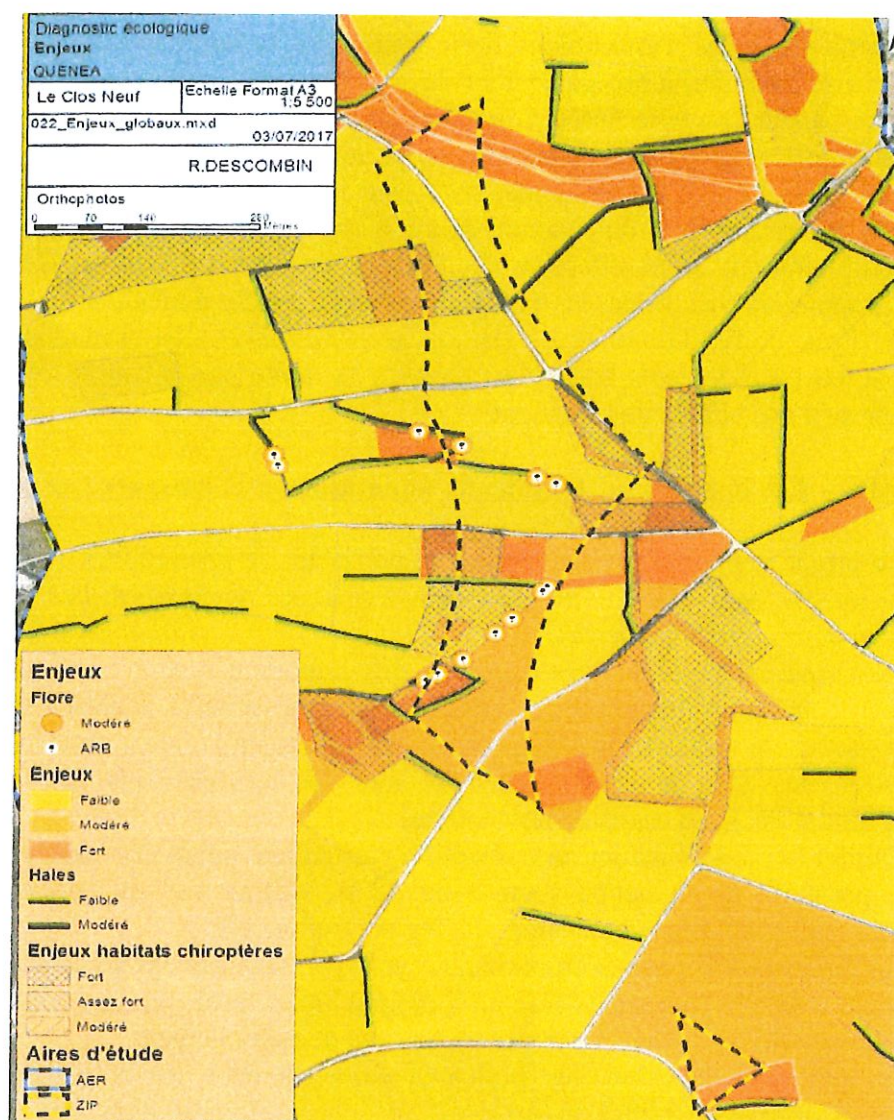 Diagnostic écologique
Enjeux
QUENEA
Le Clos Neuf
Echelle Format A3
1:5 500
022_Enjeux_globaux.mxd
03/07/2017
R.DESCOMBIN
Orthophotos
0 70 140 280
Mètres
Enjeux
Flore
Modéré
ARB
Enjeux
Faible
Modéré
Fort
Haies
Faible
Modéré
Enjeux habitats chiroptères
Fort
Assez fort
Modéré
Aires d'étude
AER
ZIP